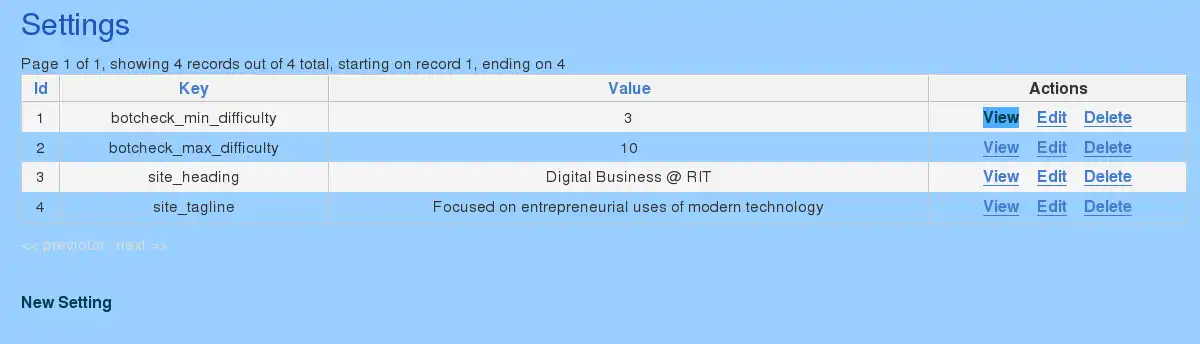 Settings
Page 1 of 1, showing 4 records out of 4 total, starting on record 1, ending on 4
Id Key Value Actions
1 botcheck_min_difficulty 3 View Edit Delete
2 botcheck_max_difficulty 10 View Edit Delete
3 site_heading Digital Business @ RIT View Edit Delete
4 site_tagline Focused on entrepreneurial uses of modern technology View Edit Delete
<< previous next >>
New Setting